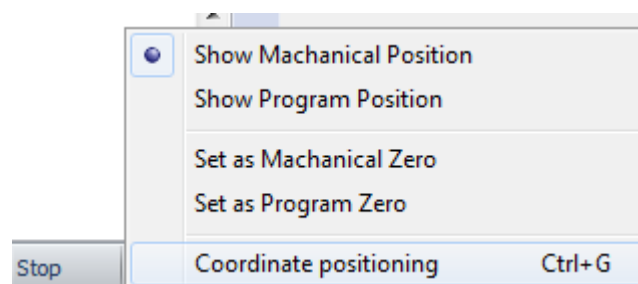 Show Machanical Position
Show Program Position
Set as Machanical Zero
Set as Program Zero
Stop
Coordinate positioning Ctrl+G